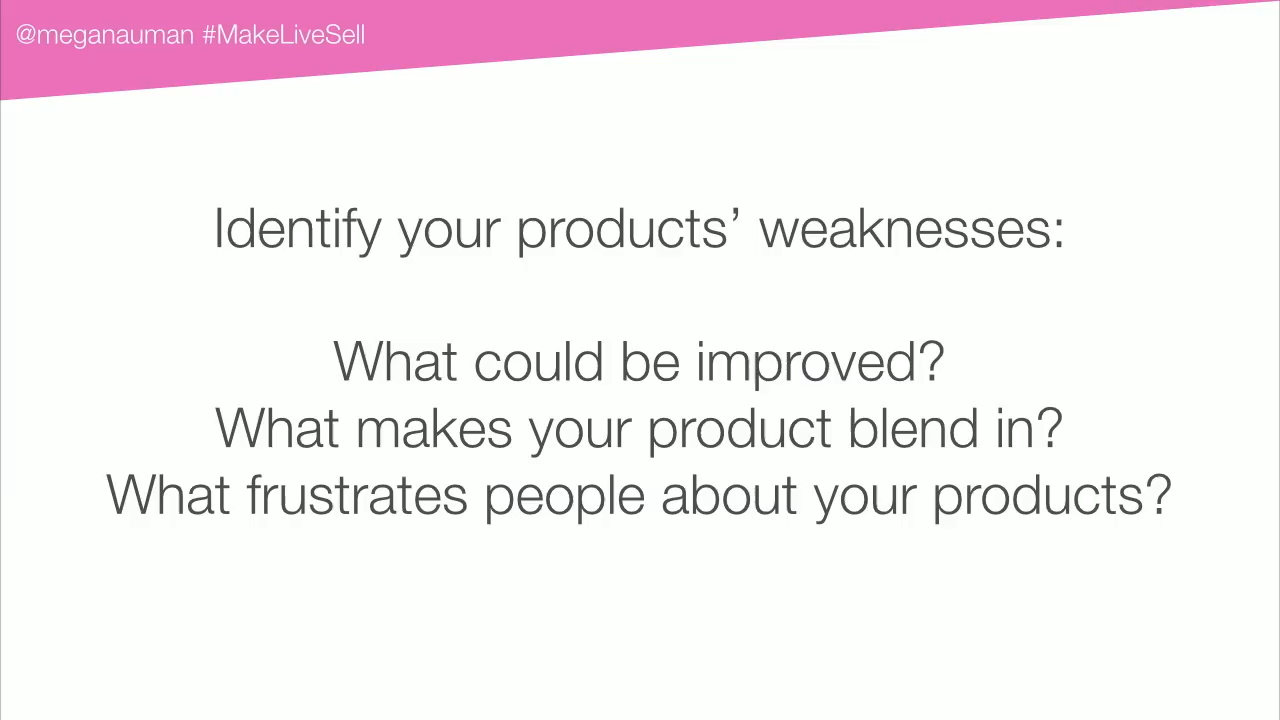 @meganauman #MakeLiveSell
Identify your products’ weaknesses:
What could be improved?
What makes your product blend in?
What frustrates people about your products?